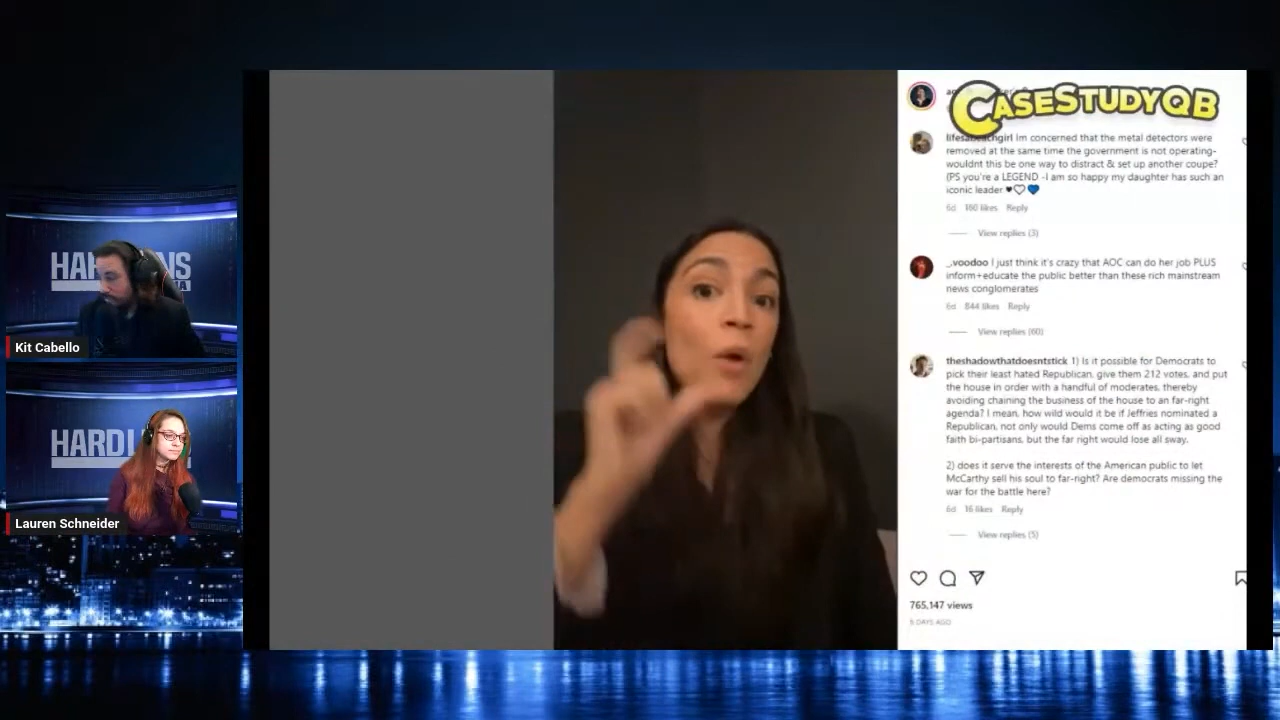 HARD NS
Kit Cabello
HARDL NS
Lauren Schneider
CASESTUDYQB
lifesabeachgirl Im concerned that the metal detectors were
removed at the same time the government is not operating-
wouldnt this be one way to distract & set up another coupe?
(PS you're a LEGEND -I am so happy my daughter has such an
iconic leader ♥🤍💙
6d 160 likes Reply
View replies (3)
_.voodoo I just think it's crazy that AOC can do her job PLUS
inform+educate the public better than these rich mainstream
news conglomerates
6d 844 likes Reply
View replies (60)
theshadowthatdoesntstick 1) Is it possible for Democrats to
pick their least hated Republican, give them 212 votes, and put
the house in order with a handful of moderates, thereby
avoiding chaining the business of the house to an far-right
agenda? I mean, how wild would it be if Jeffries nominated a
Republican, not only would Dems come off as acting as good
faith bi-partisans, but the far right would lose all sway.
2) does it serve the interests of the American public to let
McCarthy sell his soul to far-right? Are democrats missing the
war for the battle here?
6d 16 likes Reply
View replies (5)
765,147 views
5 DAYS AGO